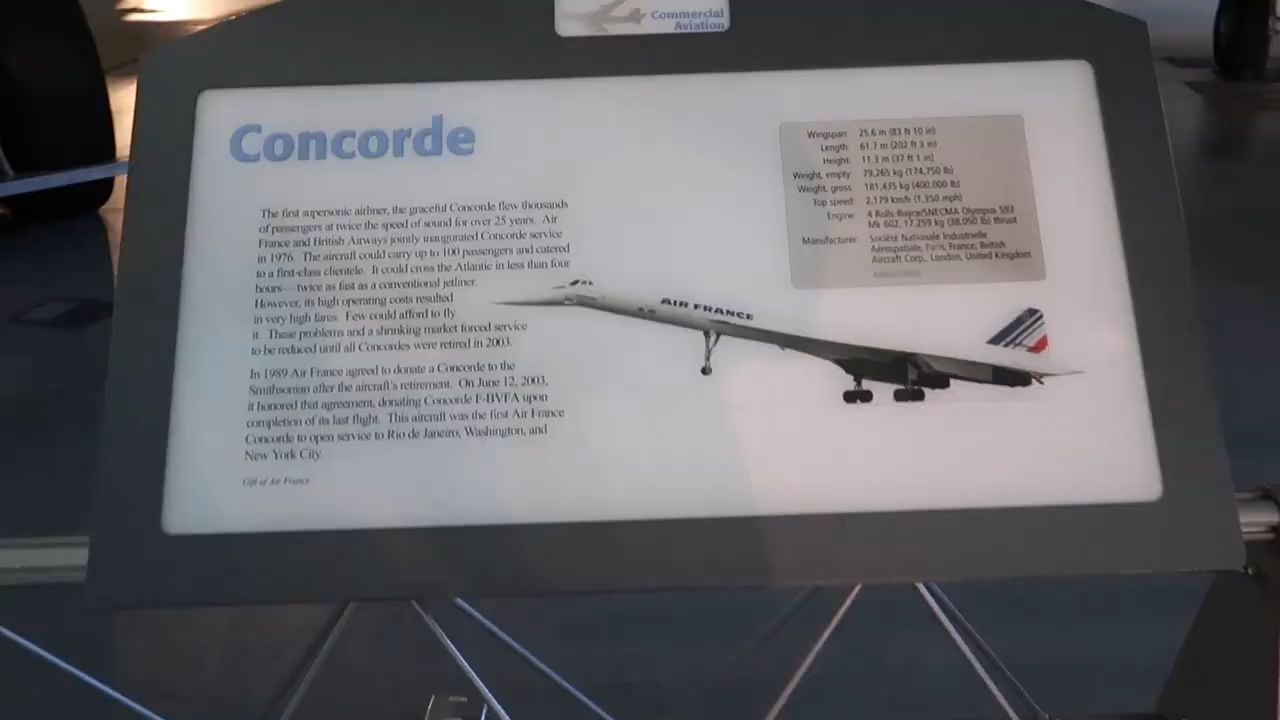 Commercial
Aviation
Concorde
The first supersonic airliner, the graceful Concorde flew thousands
of passengers at twice the speed of sound for over 25 years. Air
France and British Airways jointly inaugurated Concorde service
in 1976. The aircraft could carry up to 100 passengers and catered
to a first-class clientele. It could cross the Atlantic in less than four
hours—twice as fast as a conventional jetliner.
However, its high operating costs resulted
in very high fares. Few could afford to fly
it. These problems and a shrinking market forced service
to be reduced until all Concordes were retired in 2003.
In 1989 Air France agreed to donate a Concorde to the
Smithsonian after the aircraft's retirement. On June 12, 2003,
it honored that agreement, donating Concorde F-BVFA upon
completion of its last flight. This aircraft was the first Air France
Concorde to open service to Rio de Janeiro, Washington, and
New York City.
Gift of Air France
Wingspan: 25.6 m (83 ft 10 in)
Length: 61.7 m (202 ft 3 in)
Height: 11.3 m (37 ft 1 in)
Weight, empty: 79,265 kg (174,750 lb)
Weight, gross: 181,435 kg (400,000 lb)
Top speed: 2,179 km/h (1,350 mph)
Engine: 4 Rolls-Royce/SNECMA Olympus 593
Mk 602, 17,259 kg (38,050 lb) thrust
Manufacturer: Société Nationale Industrielle
Aérospatiale, Paris, France, British
Aircraft Corp., London, United Kingdom
AIR FRANCE